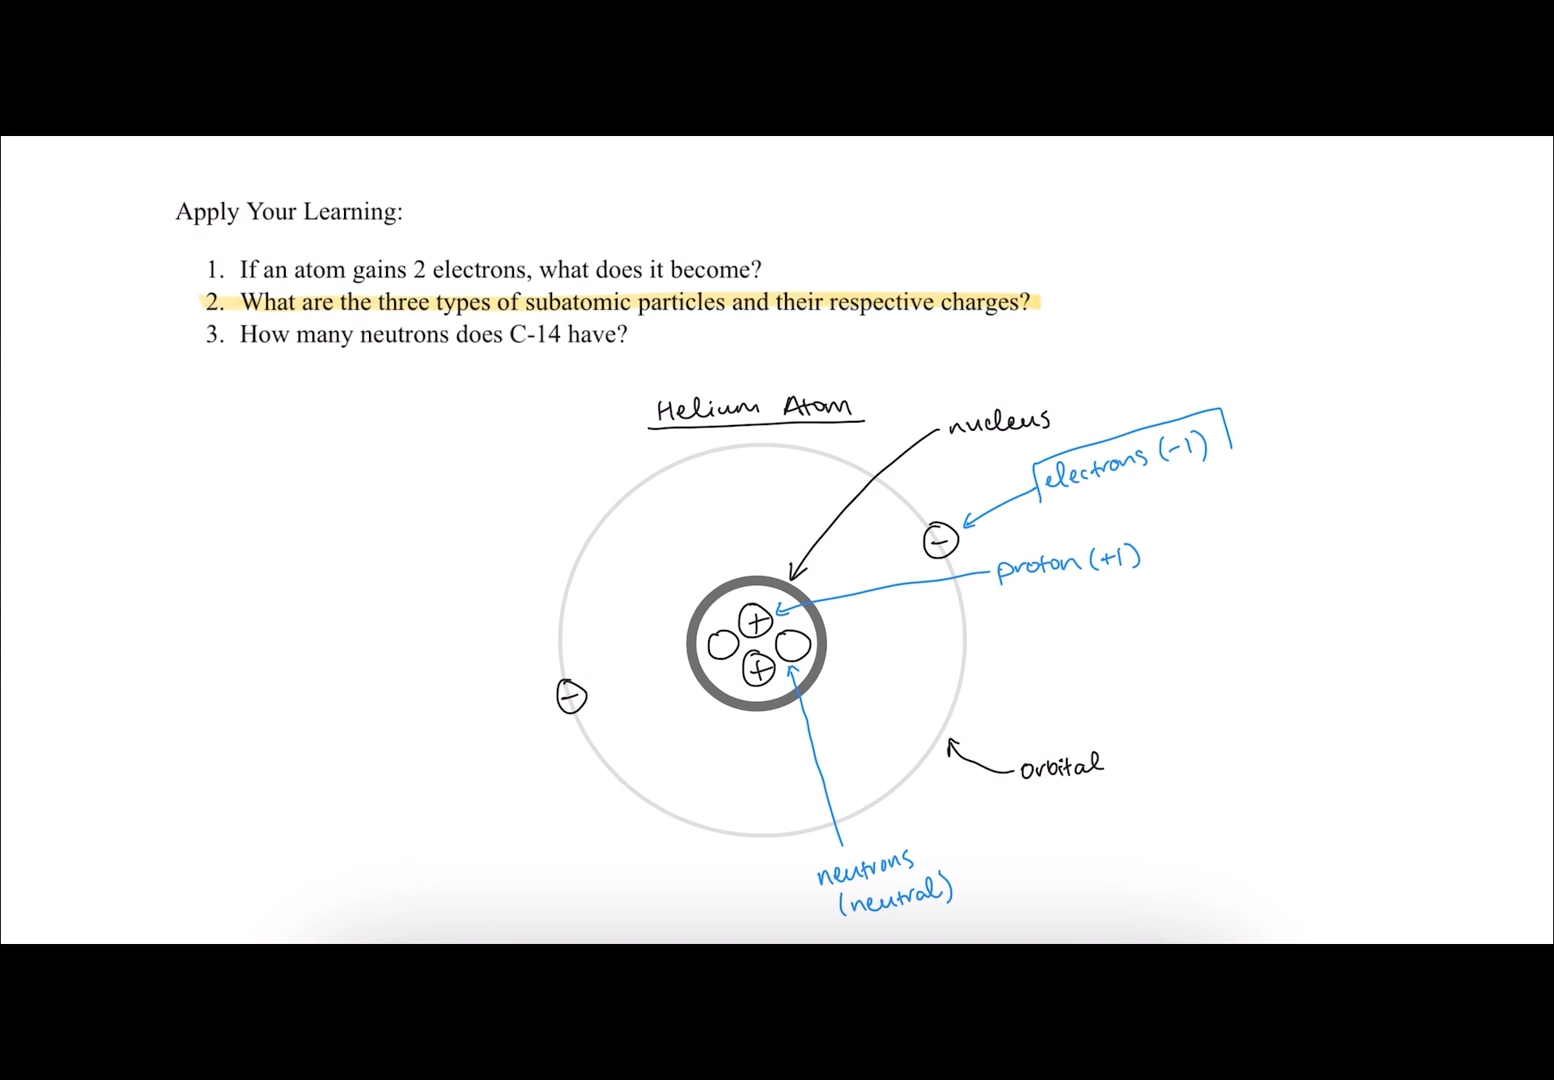 Apply Your Learning:
1. If an atom gains 2 electrons, what does it become?
2. What are the three types of subatomic particles and their respective charges?
3. How many neutrons does C-14 have?
Helium Atom
nucleus
electrons (-1)
-
proton (+1)
+
+
-
orbital
neutrons
(neutral)